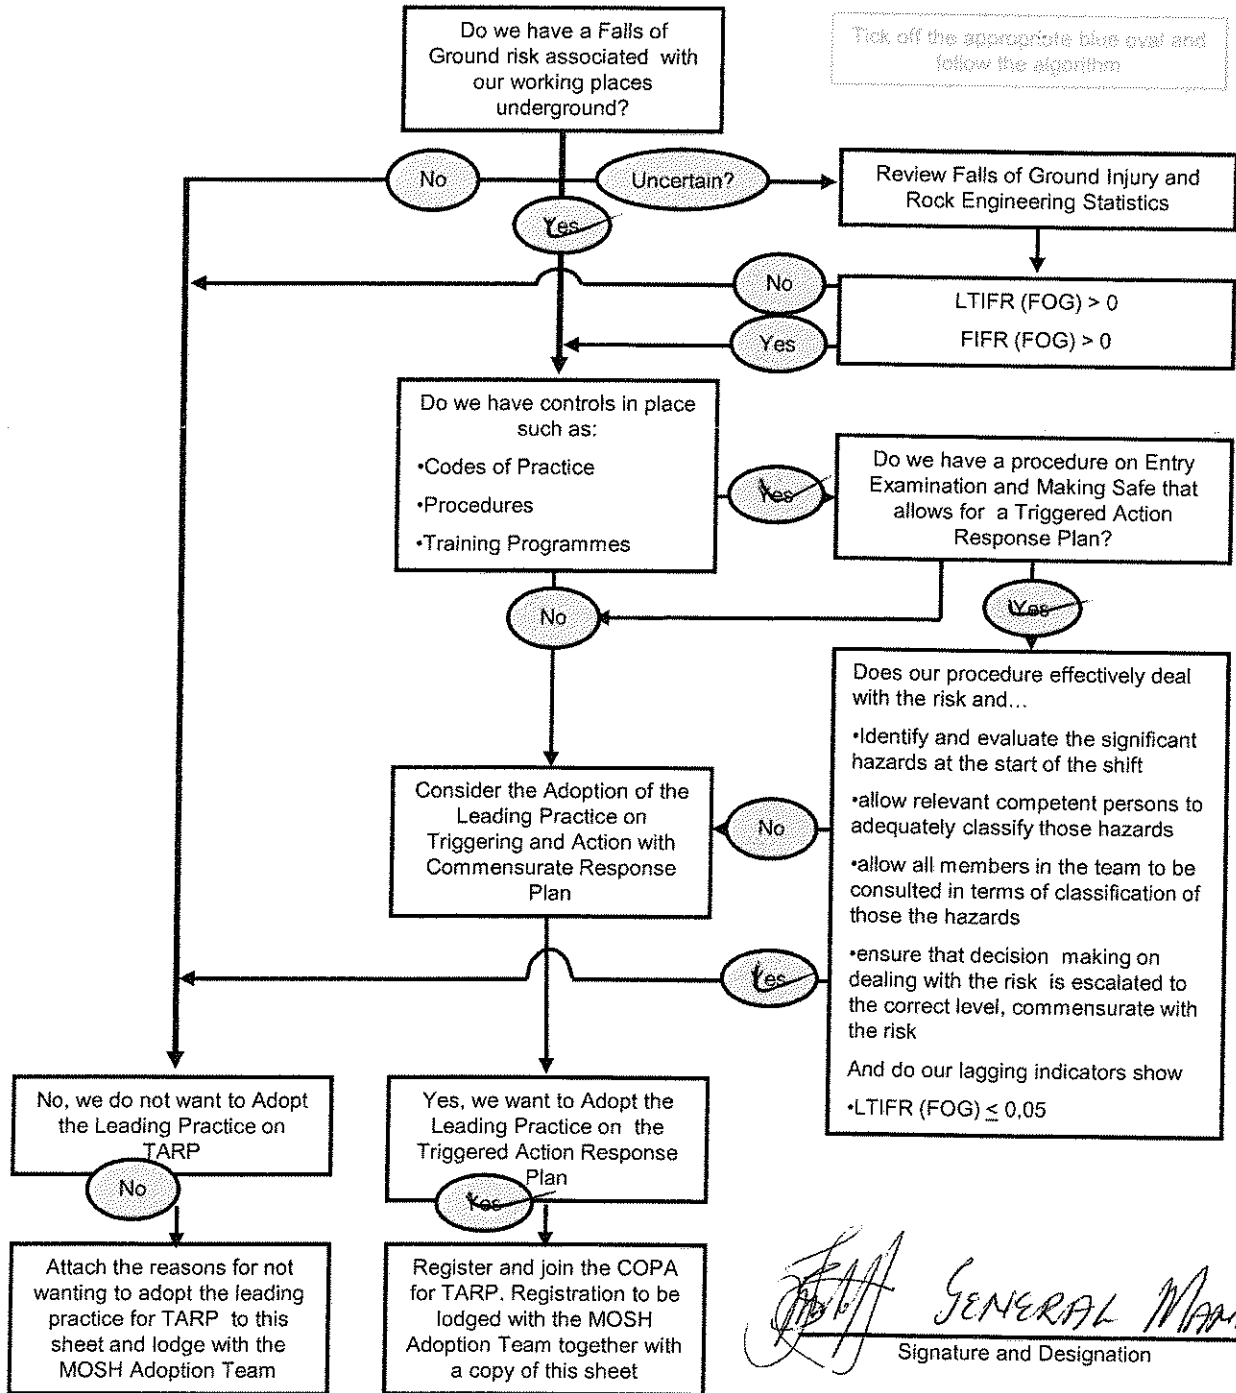 Do we have a Falls of
Ground risk associated with
our working places
underground?
Tick off the appropriate blue oval and
follow the algorithm
No
Uncertain?
Yes
Review Falls of Ground Injury and
Rock Engineering Statistics
No
Yes
LTIFR (FOG) > 0
FIFR (FOG) > 0
Do we have controls in place
such as:
•Codes of Practice
•Procedures
•Training Programmes
Yes
Do we have a procedure on Entry
Examination and Making Safe that
allows for a Triggered Action
Response Plan?
No
Yes
Does our procedure effectively deal
with the risk and...
•Identify and evaluate the significant
hazards at the start of the shift
•allow relevant competent persons to
adequately classify those hazards
•allow all members in the team to be
consulted in terms of classification of
those the hazards
•ensure that decision making on
dealing with the risk is escalated to
the correct level, commensurate with
the risk
And do our lagging indicators show
•LTIFR (FOG) ≤ 0,05
Consider the Adoption of the
Leading Practice on
Triggering and Action with
Commensurate Response
Plan
No
Yes
No, we do not want to Adopt
the Leading Practice on
TARP
No
Yes, we want to Adopt the
Leading Practice on the
Triggered Action Response
Plan
Yes
Attach the reasons for not
wanting to adopt the leading
practice for TARP to this
sheet and lodge with the
MOSH Adoption Team
Register and join the COPA
for TARP. Registration to be
lodged with the MOSH
Adoption Team together with
a copy of this sheet
GENERAL MANA
Signature and Designation